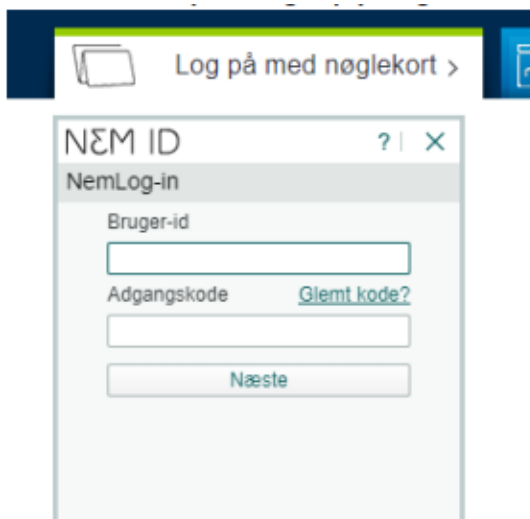 Log på med nøglekort >
NEM ID ? X
NemLog-in
Bruger-id
Adgangskode Glemt kode?
Næste